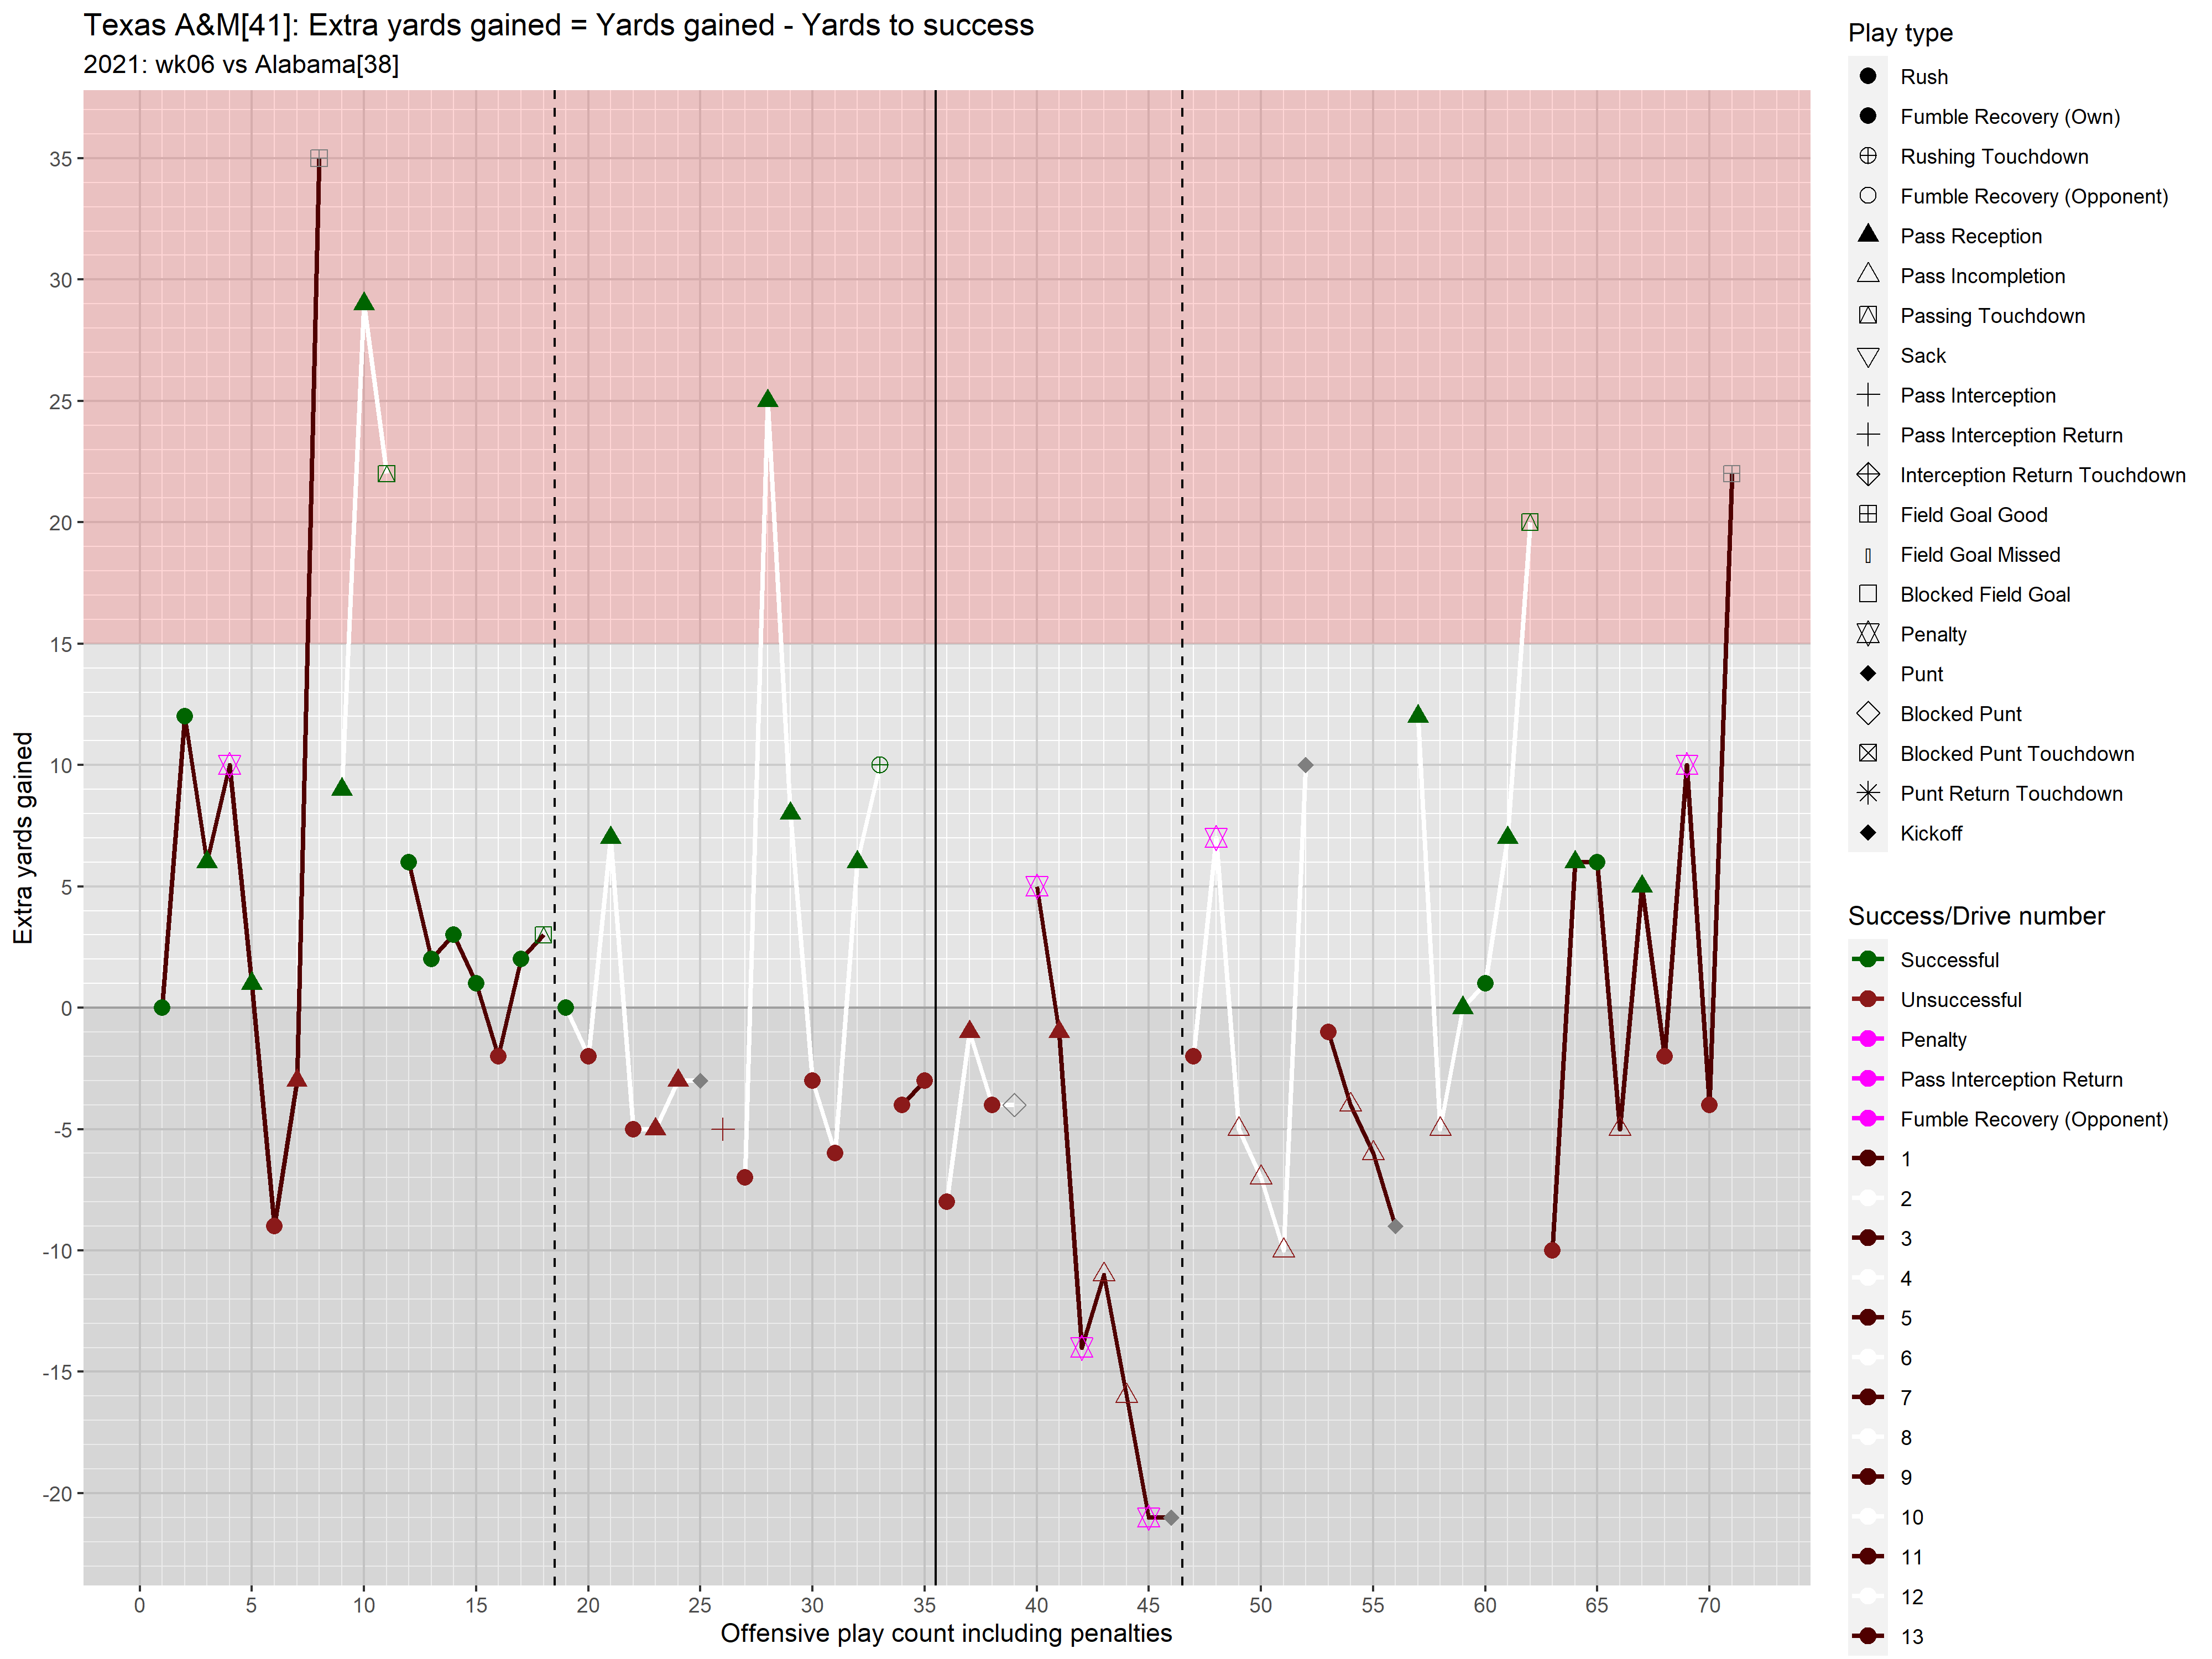 Texas A&M[41]: Extra yards gained = Yards gained - Yards to success
2021: wk06 vs Alabama[38]
Extra yards gained
35
30
25
20
15
10
5
0
-5
-10
-15
-20
0 5 10 15 20 25 30 35 40 45 50 55 60 65 70
Offensive play count including penalties
Play type
Rush
Fumble Recovery (Own)
Rushing Touchdown
Fumble Recovery (Opponent)
Pass Reception
Pass Incompletion
Passing Touchdown
Sack
Pass Interception
Pass Interception Return
Interception Return Touchdown
Field Goal Good
Field Goal Missed
Blocked Field Goal
Penalty
Punt
Blocked Punt
Blocked Punt Touchdown
Punt Return Touchdown
Kickoff
Success/Drive number
Successful
Unsuccessful
Penalty
Pass Interception Return
Fumble Recovery (Opponent)
1
2
3
4
5
6
7
8
9
10
11
12
13